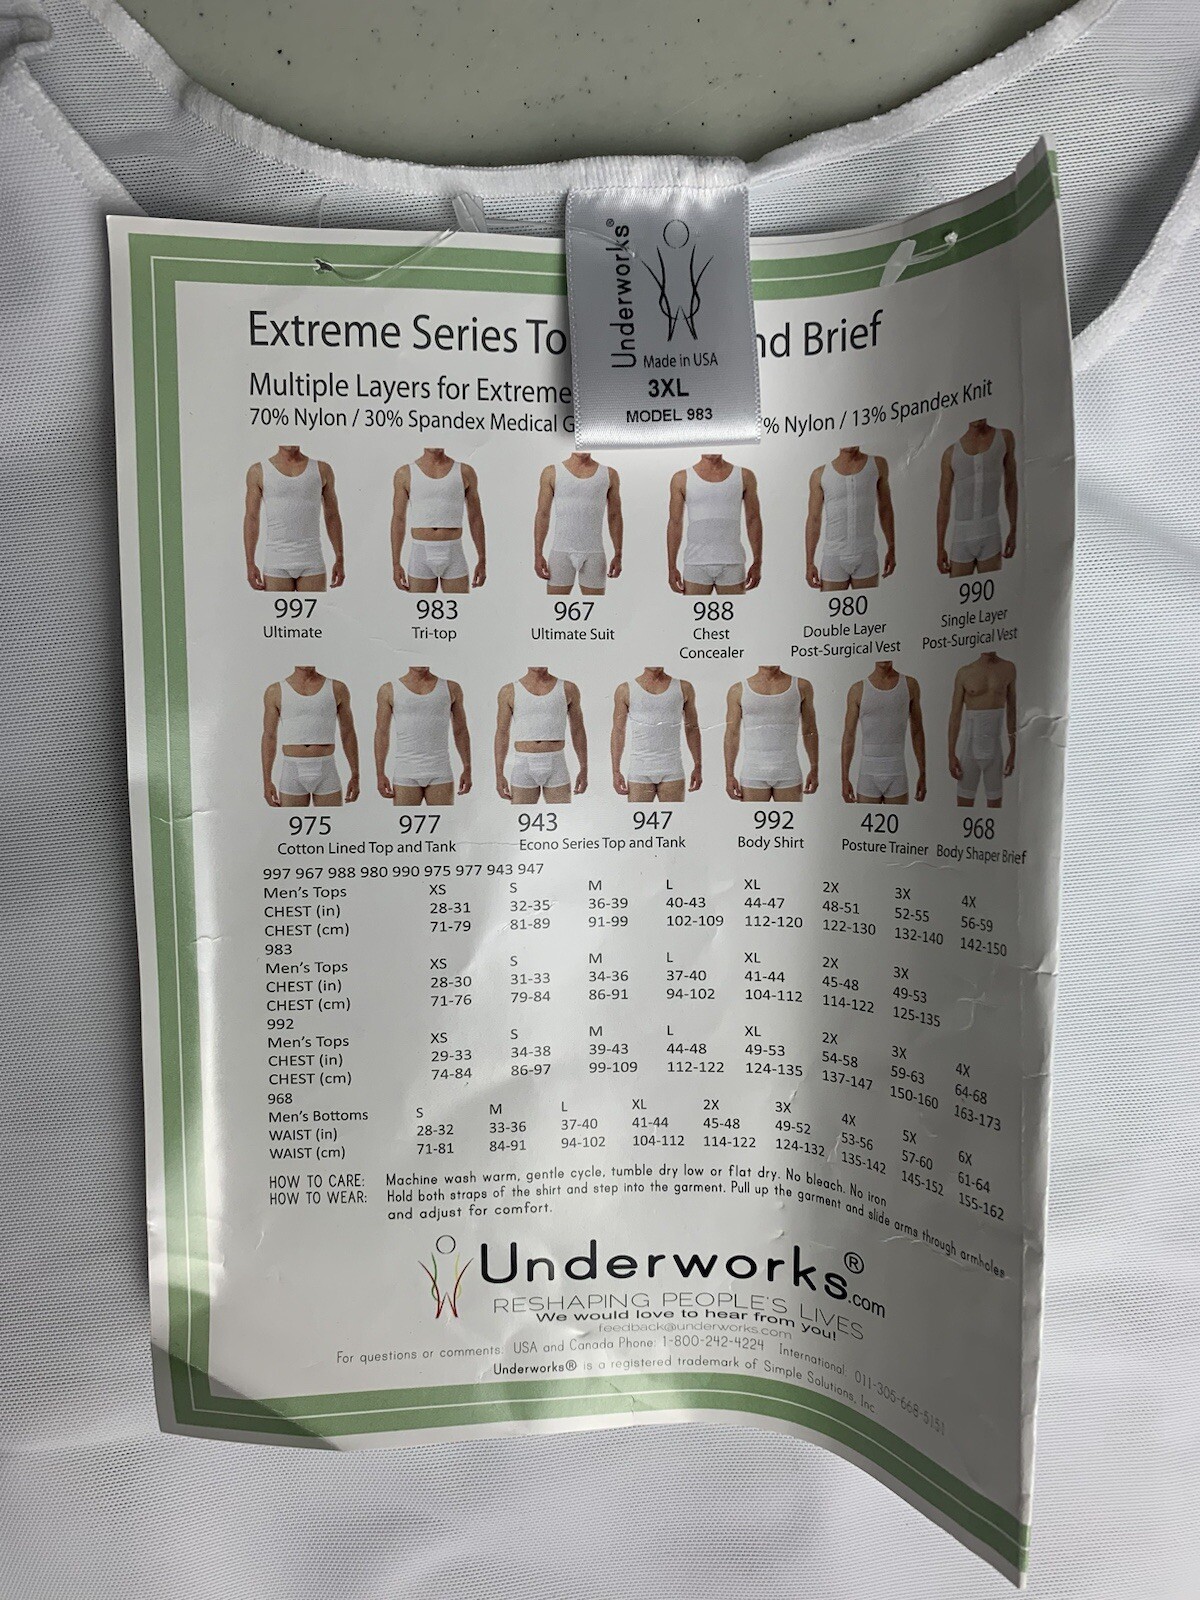 Underworks®
Made in USA
3XL
MODEL 983
Extreme Series To nd Brief
Multiple Layers for Extreme
70% Nylon / 30% Spandex Medical G % Nylon / 13% Spandex Knit
997 983 967 988 980 990
Ultimate Tri-top Ultimate Suit Chest Concealer Double Layer Post-Surgical Vest Single Layer Post-Surgical Vest
975 977 943 947 992 420 968
Cotton Lined Top and Tank Econo Series Top and Tank Body Shirt Posture Trainer Body Shaper Brief
997 967 988 980 990 975 977 943 947
Men's Tops XS S M L XL 2X 3X 4X
CHEST (in) 28-31 32-35 36-39 40-43 44-47 48-51 52-55 56-59
CHEST (cm) 71-79 81-89 91-99 102-109 112-120 122-130 132-140 142-150
983
Men's Tops XS S M L XL 2X 3X
CHEST (in) 28-30 31-33 34-36 37-40 41-44 45-48 49-53
CHEST (cm) 71-76 79-84 86-91 94-102 104-112 114-122 125-135
992
Men's Tops XS S M L XL 2X 3X 4X
CHEST (in) 29-33 34-38 39-43 44-48 49-53 54-58 59-63 64-68
CHEST (cm) 74-84 86-97 99-109 112-122 124-135 137-147 150-160 163-173
968
Men's Bottoms S M L XL 2X 3X 4X 5X 6X
WAIST (in) 28-32 33-36 37-40 41-44 45-48 49-52 53-56 57-60 61-64
WAIST (cm) 71-81 84-91 94-102 104-112 114-122 124-132 135-142 145-152 155-162
HOW TO CARE: Machine wash warm, gentle cycle, tumble dry low or flat dry. No bleach. No iron
HOW TO WEAR: Hold both straps of the shirt and step into the garment. Pull up the garment and slide arms through armholes
and adjust for comfort.
Underworks®.com
RESHAPING PEOPLE'S LIVES
We would love to hear from you!
feedback@underworks.com
For questions or comments: USA and Canada Phone: 1-800-242-4224 International: 011-305-668-5151
Underworks® is a registered trademark of Simple Solutions, Inc